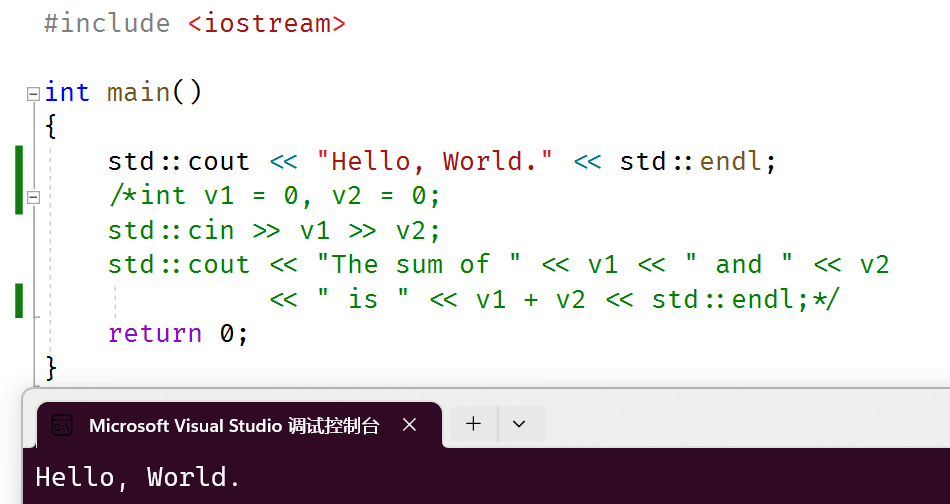 #include <iostream>
int main()
{
std::cout << "Hello, World." << std::endl;
/*int v1 = 0, v2 = 0;
std::cin >> v1 >> v2;
std::cout << "The sum of " << v1 << " and " << v2
<< " is " << v1 + v2 << std::endl;*/
return 0;
}
Microsoft Visual Studio 调试控制台
Hello, World.